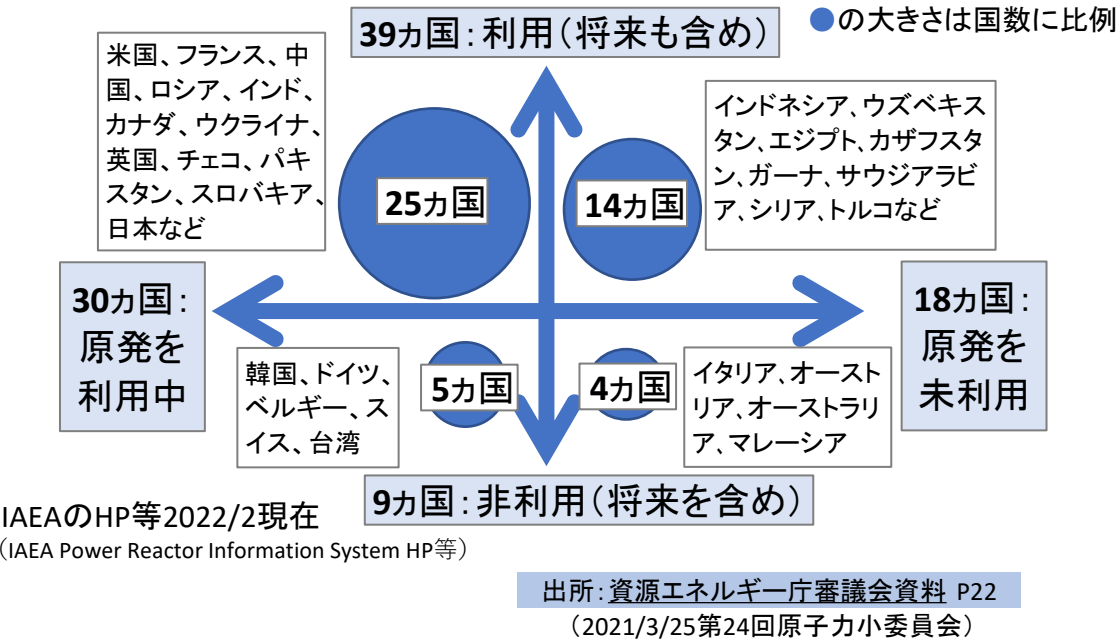 39カ国：利用（将来も含め）
●の大きさは国数に比例
米国、フランス、中
国、ロシア、インド、
カナダ、ウクライナ、
英国、チェコ、パキ
スタン、スロバキア、
日本など
25カ国
14カ国
インドネシア、ウズベキス
タン、エジプト、カザフスタ
ン、ガーナ、サウジアラビ
ア、シリア、トルコなど
30カ国：
原発を
利用中
18カ国：
原発を
未利用
韓国、ドイツ、
ベルギー、ス
イス、台湾
5カ国
4カ国
イタリア、オースト
リア、オーストラリ
ア、マレーシア
9カ国：非利用（将来を含め）
IAEAのHP等2022/2現在
（IAEA Power Reactor Information System HP等）
出所：資源エネルギー庁審議会資料 P22
（2021/3/25第24回原子力小委員会）